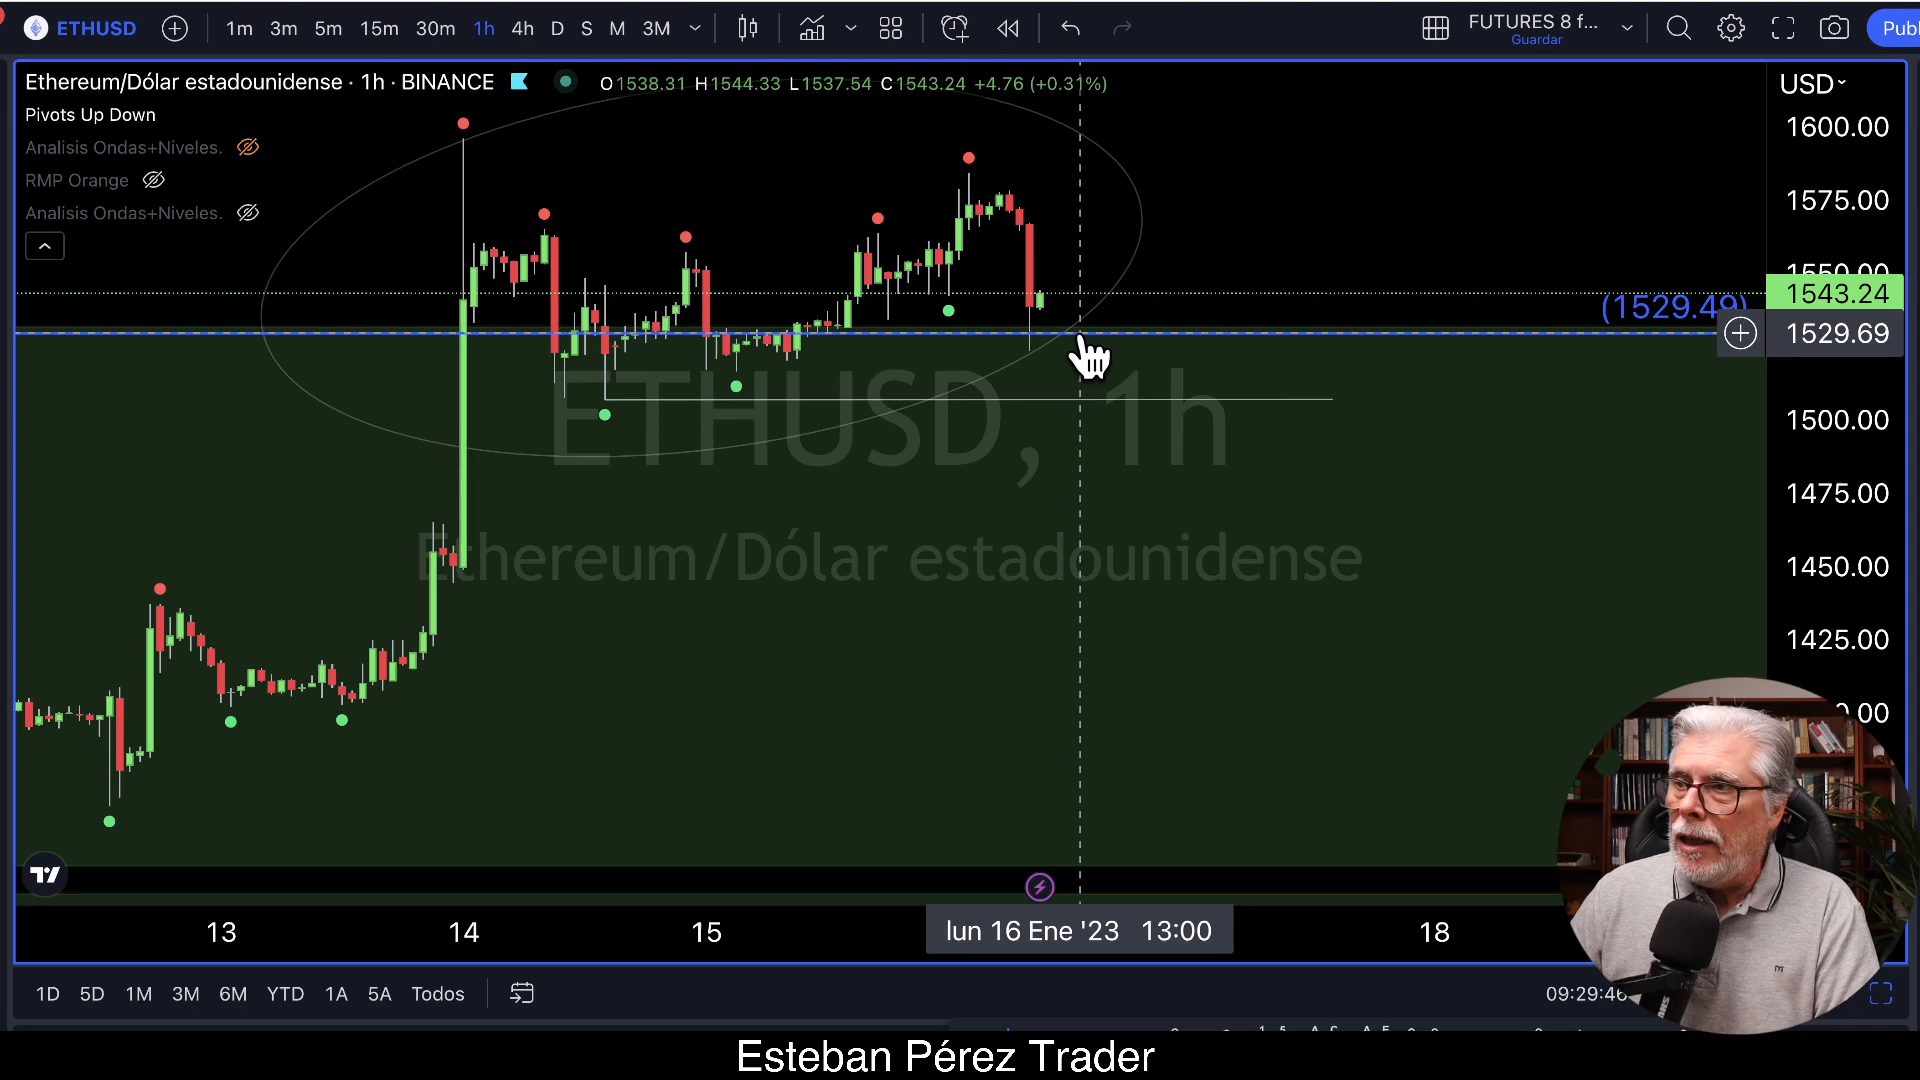 ETHUSD 1m 3m 5m 15m 30m 1h 4h D S M 3M FUTURES 8 f... Publ
Guardar
Ethereum/Dólar estadounidense · 1h · BINANCE O1538.31 H1544.33 L1537.54 C1543.24 +4.76 (+0.31%) USD
Pivots Up Down
1600.00
Analisis Ondas+Niveles.
RMP Orange
1575.00
Analisis Ondas+Niveles.
1550.00
1543.24
(1529.49)
1529.69
ETHUSD, 1h
1500.00
1475.00
Ethereum/Dólar estadounidense
1450.00
1425.00
13 14 15 lun 16 Ene '23 13:00 18
1D 5D 1M 3M 6M YTD 1A 5A Todos 09:29:46
Esteban Pérez Trader